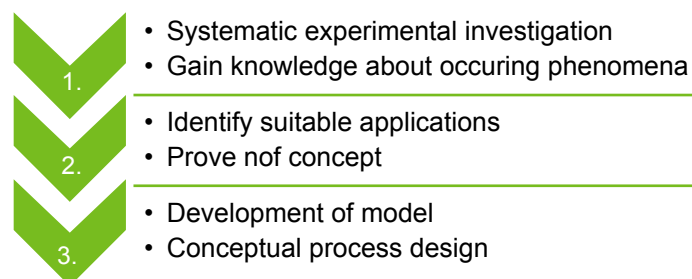 • Systematic experimental investigation
• Gain knowledge about occuring phenomena
1.
• Identify suitable applications
• Prove nof concept
2.
• Development of model
• Conceptual process design
3.